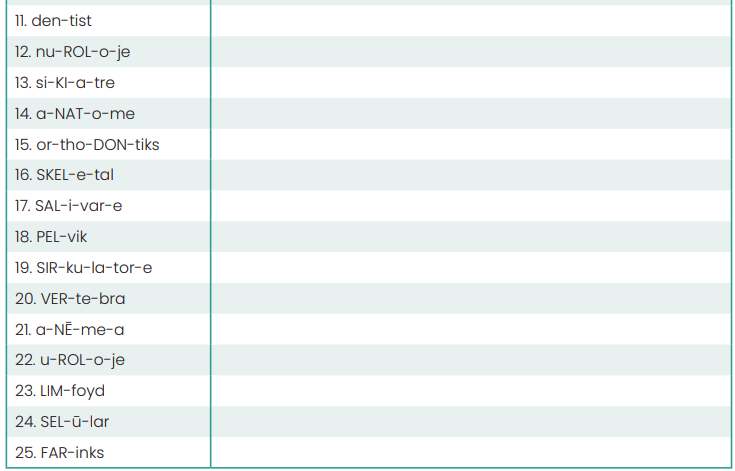 11. den-tist
12. nu-ROL-o-je
13. si-KI-a-tre
14. a-NAT-o-me
15. or-tho-DON-tiks
16. SKEL-e-tal
17. SAL-i-var-e
18. PEL-vik
19. SIR-ku-la-tor-e
20. VER-te-bra
21. a-NĒ-me-a
22. u-ROL-o-je
23. LIM-foyd
24. SEL-ū-lar
25. FAR-inks